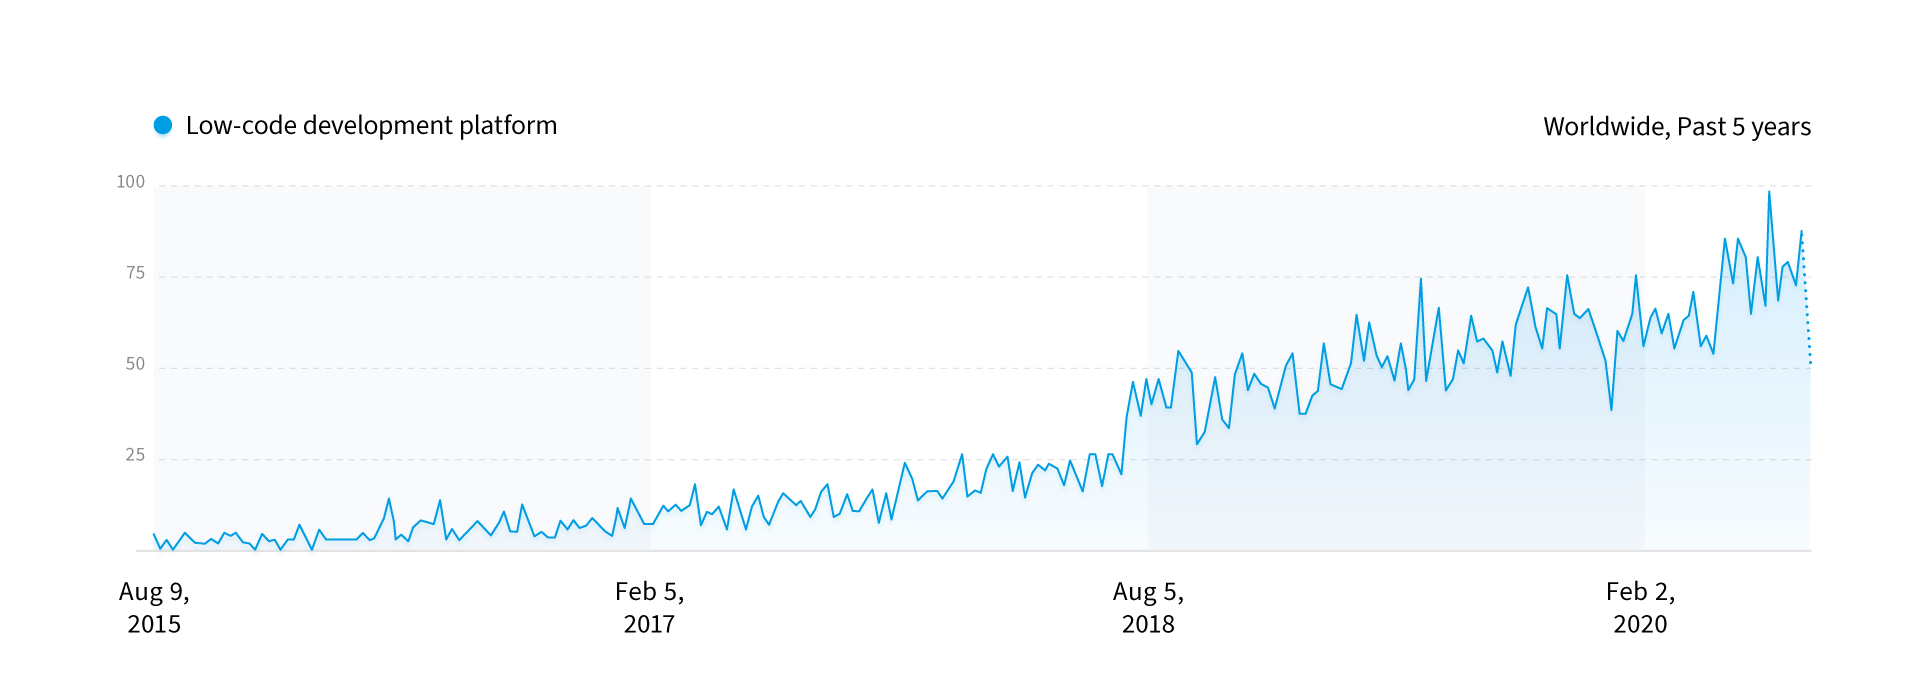 Low-code development platform
Worldwide, Past 5 years
100
75
50
25
Aug 9,
2015
Feb 5,
2017
Aug 5,
2018
Feb 2,
2020